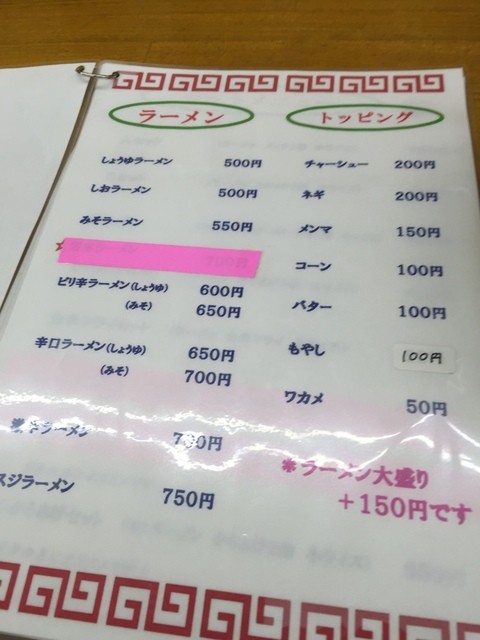 ラーメン
しょうゆラーメン 500円
しおラーメン 500円
みそラーメン 550円
ピリ辛ラーメン(しょうゆ) 600円
(みそ) 650円
辛口ラーメン(しょうゆ) 650円
(みそ) 700円
ラーメン
スジラーメン 750円
トッピング
チャーシュー 200円
ネギ 200円
メンマ 150円
コーン 100円
バター 100円
もやし 100円
ワカメ 50円
*ラーメン大盛り
+150円です